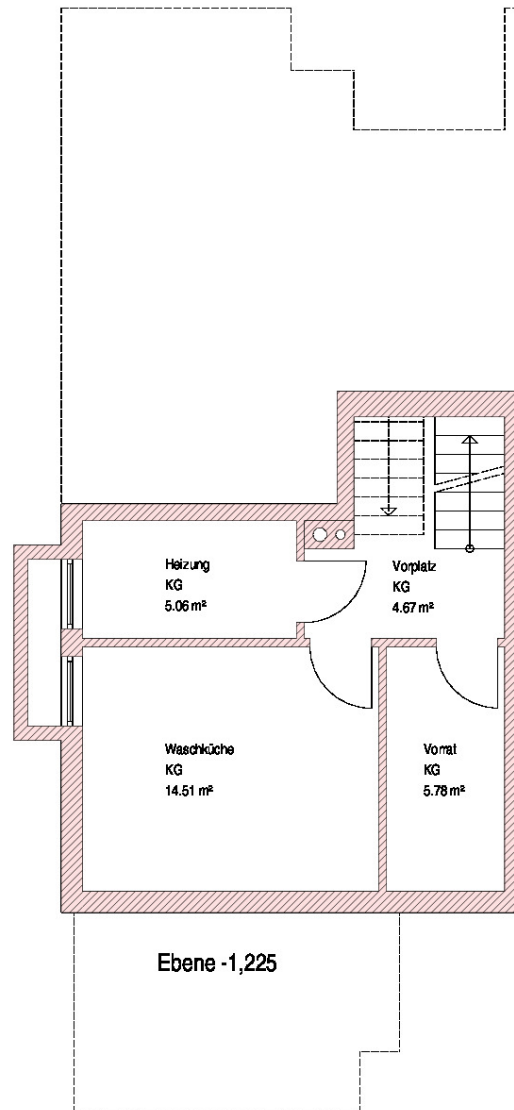 Heizung
KG
5.06 m²
Vorplatz
KG
4.67 m²
Waschküche
KG
14.51 m²
Vorrat
KG
5.78 m²
Ebene -1,225